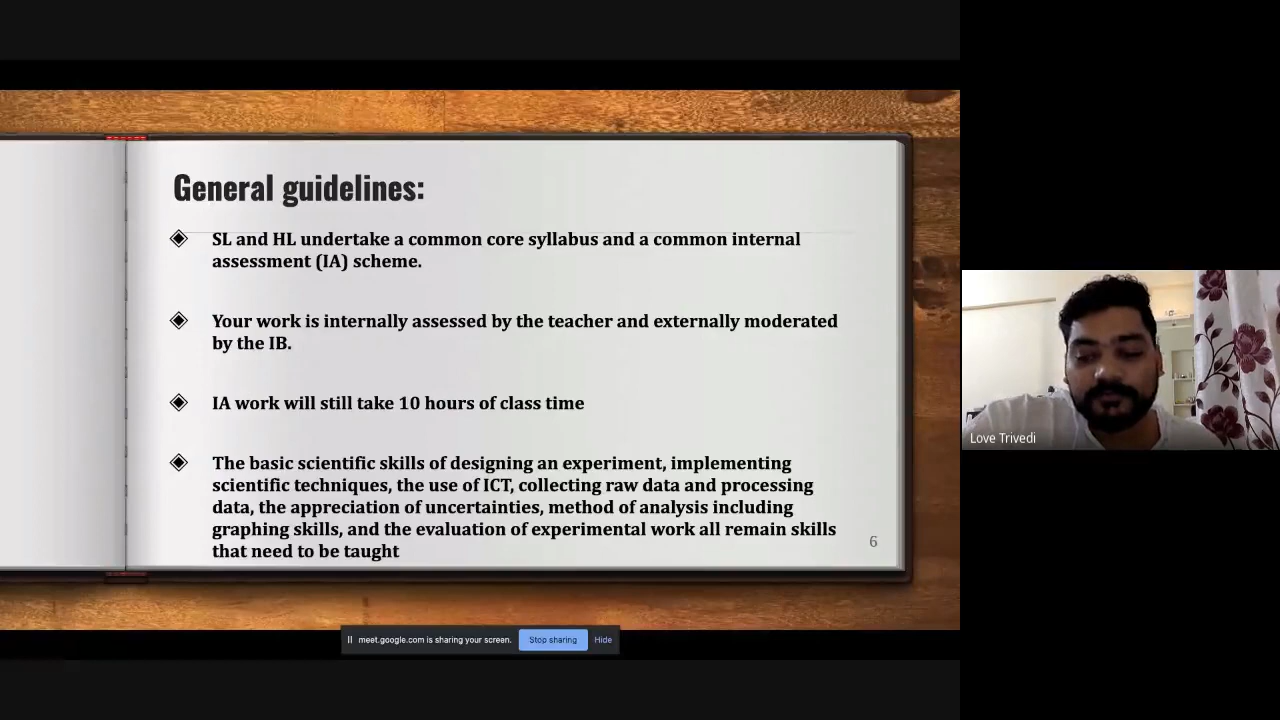 General guidelines:
SL and HL undertake a common core syllabus and a common internal
assessment (IA) scheme.
Your work is internally assessed by the teacher and externally moderated
by the IB.
IA work will still take 10 hours of class time
The basic scientific skills of designing an experiment, implementing
scientific techniques, the use of ICT, collecting raw data and processing
data, the appreciation of uncertainties, method of analysis including
graphing skills, and the evaluation of experimental work all remain skills
that need to be taught
6
meet.google.com is sharing your screen. Stop sharing Hide
Love Trivedi